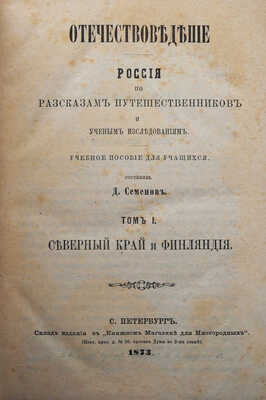 ОТЕЧЕСТВОВѢДѢНІЕ
РОССІЯ
ПО
РАЗСКАЗАМЪ ПУТЕШЕСТВЕННИКОВЪ
И
УЧЕНЫМЪ ИЗСЛѢДОВАНІЯМЪ.
УЧЕБНОЕ ПОСОБІЕ ДЛЯ УЧАЩИХСЯ.
СОСТАВИЛЪ
Д. Семеновъ.
ТОМЪ I.
СѢВЕРНЫЙ КРАЙ и ФИНЛЯНДІЯ.
С. ПЕТЕРБУРГЪ.
Складъ изданія въ „Книжномъ Магазинѣ для Иногородныхъ".
1873.